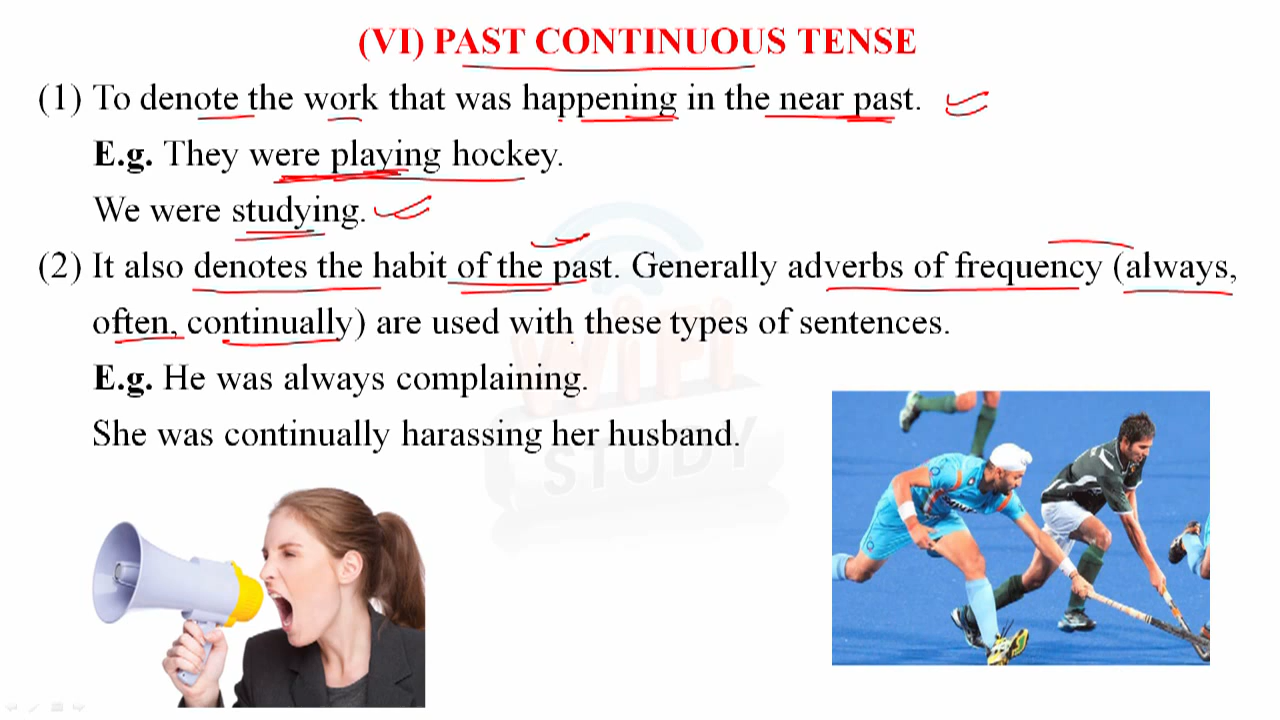 (VI) PAST CONTINUOUS TENSE
(1) To denote the work that was happening in the near past.
E.g. They were playing hockey.
We were studying.
(2) It also denotes the habit of the past. Generally adverbs of frequency (always,
often, continually) are used with these types of sentences.
E.g. He was always complaining.
She was continually harassing her husband.
WiFi
STUDY